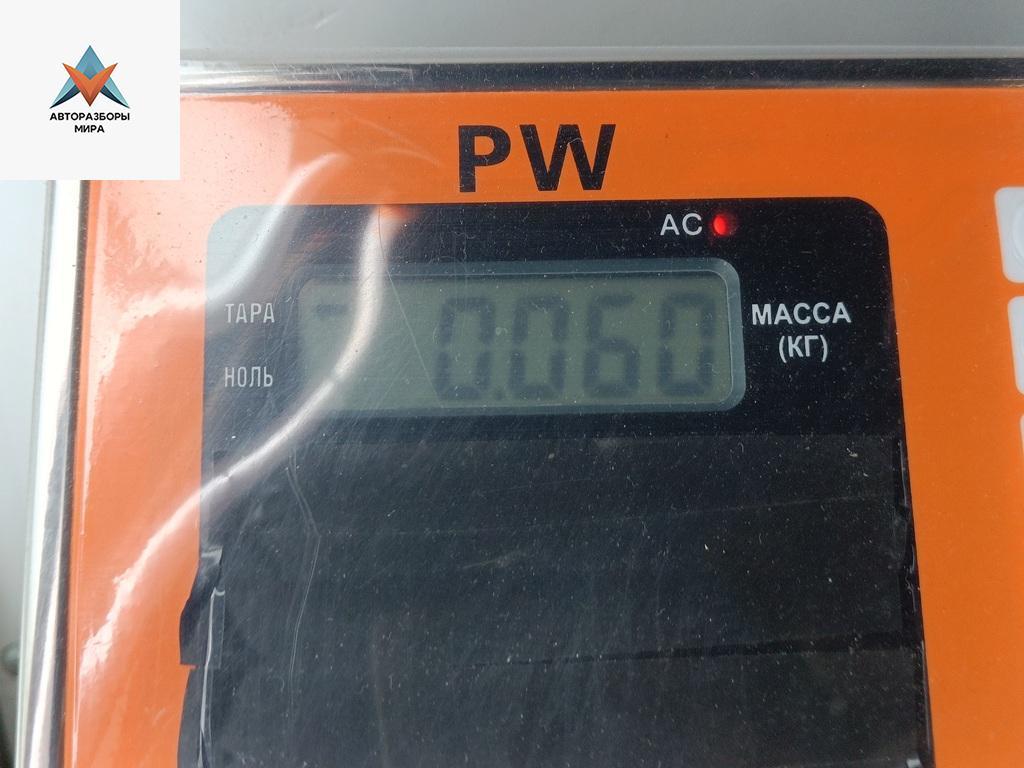 АВТОРАЗБОРЫ
МИРА
PW
AC
ТАРА
НОЛЬ
0.060
МАССА
(КГ)